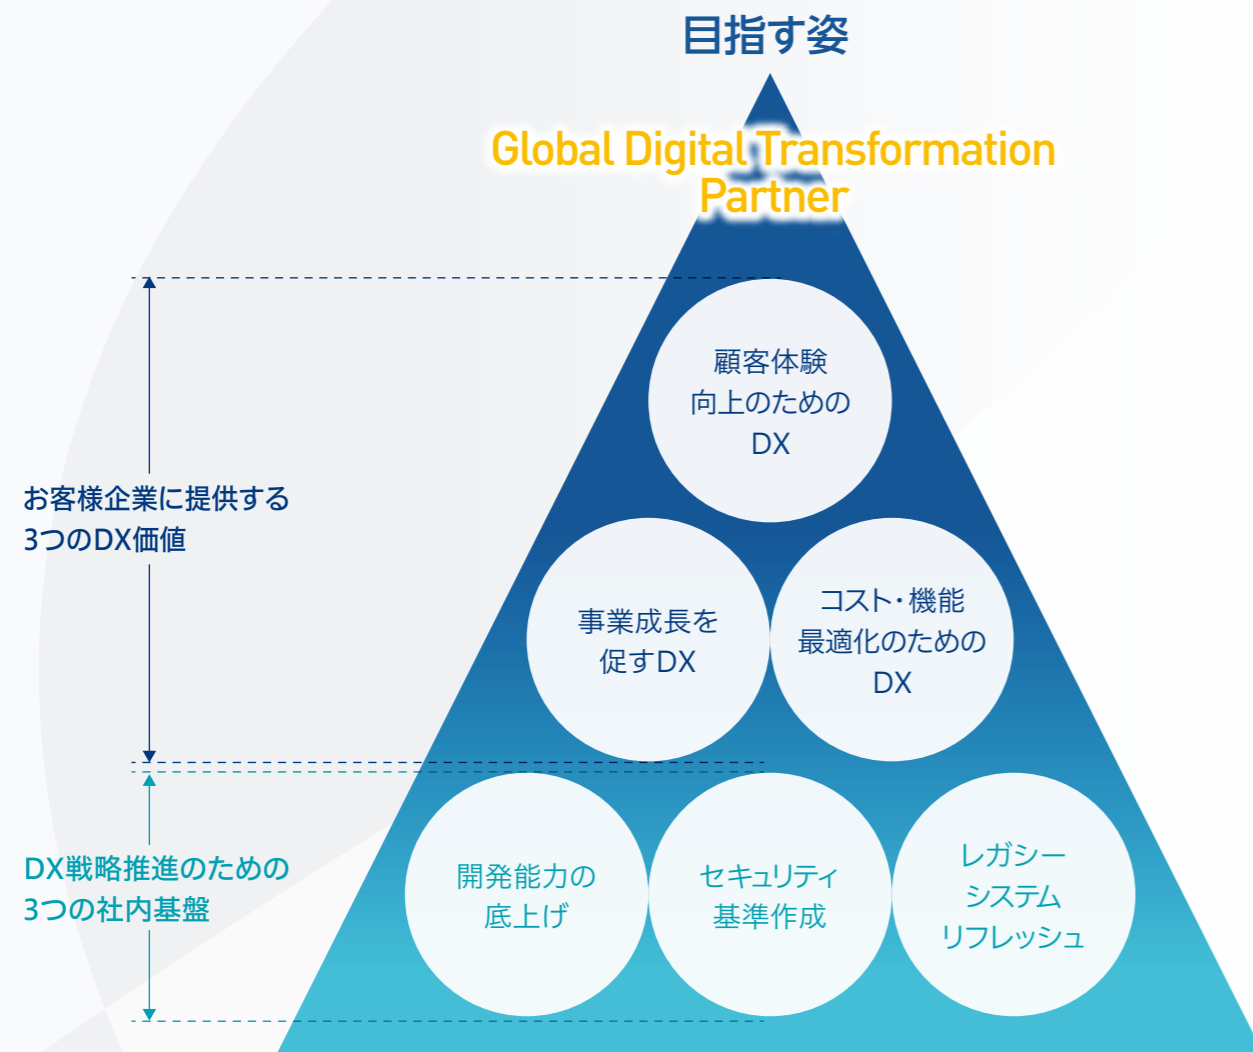 目指す姿
Global Digital Transformation
Partner
顧客体験
向上のための
DX
お客様企業に提供する
3つのDX価値
事業成長を
促すDX
コスト・機能
最適化のための
DX
DX戦略推進のための
3つの社内基盤
開発能力の
底上げ
セキュリティ
基準作成
レガシー
システム
リフレッシュ